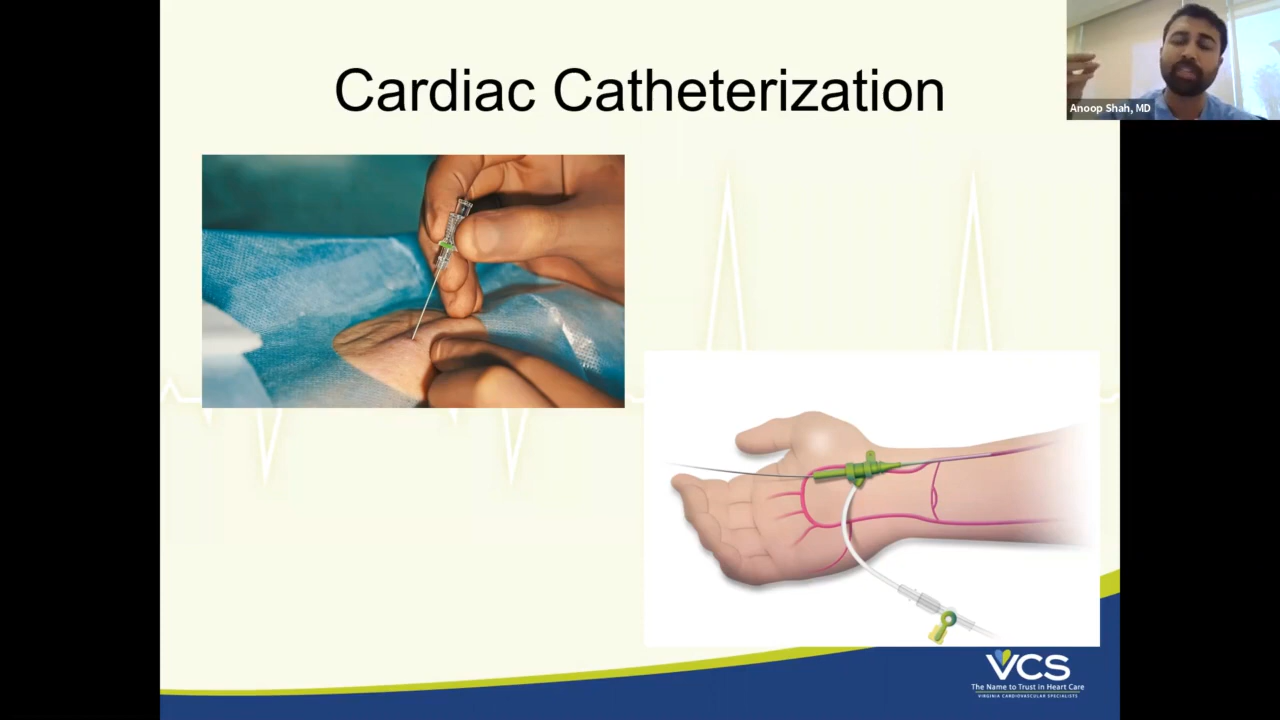 Cardiac Catheterization
Anoop Shah, MD
VCS
The Name to Trust in Heart Care
VIRGINIA CARDIOVASCULAR SPECIALISTS